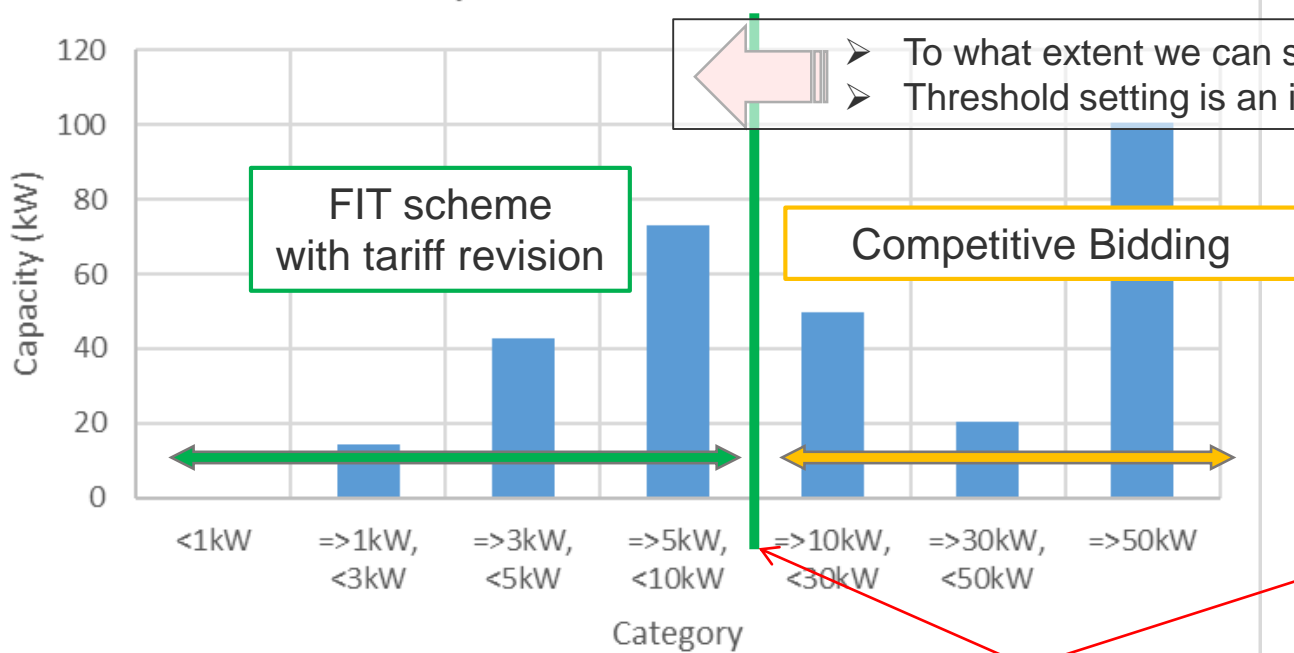 120
100
80
60
40
20
0
Capacity (kW)
➢ To what extent we can
➢ Threshold setting is an
FIT scheme
with tariff revision
Competitive Bidding
<1kW
=>1kW,
<3kW
=>3kW,
<5kW
=>5kW,
<10kW
=>10kW,
<30kW
=>30kW,
<50kW
=>50kW
Category